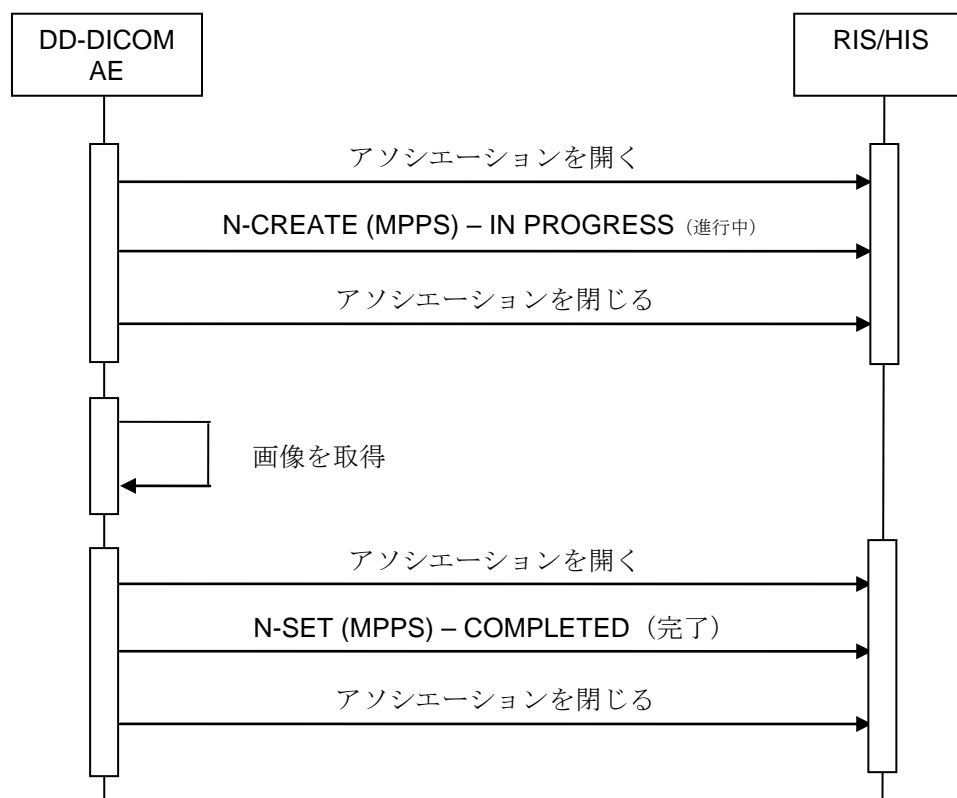 DD-DICOM
AE
RIS/HIS
アソシエーションを開く
N-CREATE (MPPS) – IN PROGRESS（進行中）
アソシエーションを閉じる
画像を取得
アソシエーションを開く
N-SET (MPPS) – COMPLETED（完了）
アソシエーションを閉じる